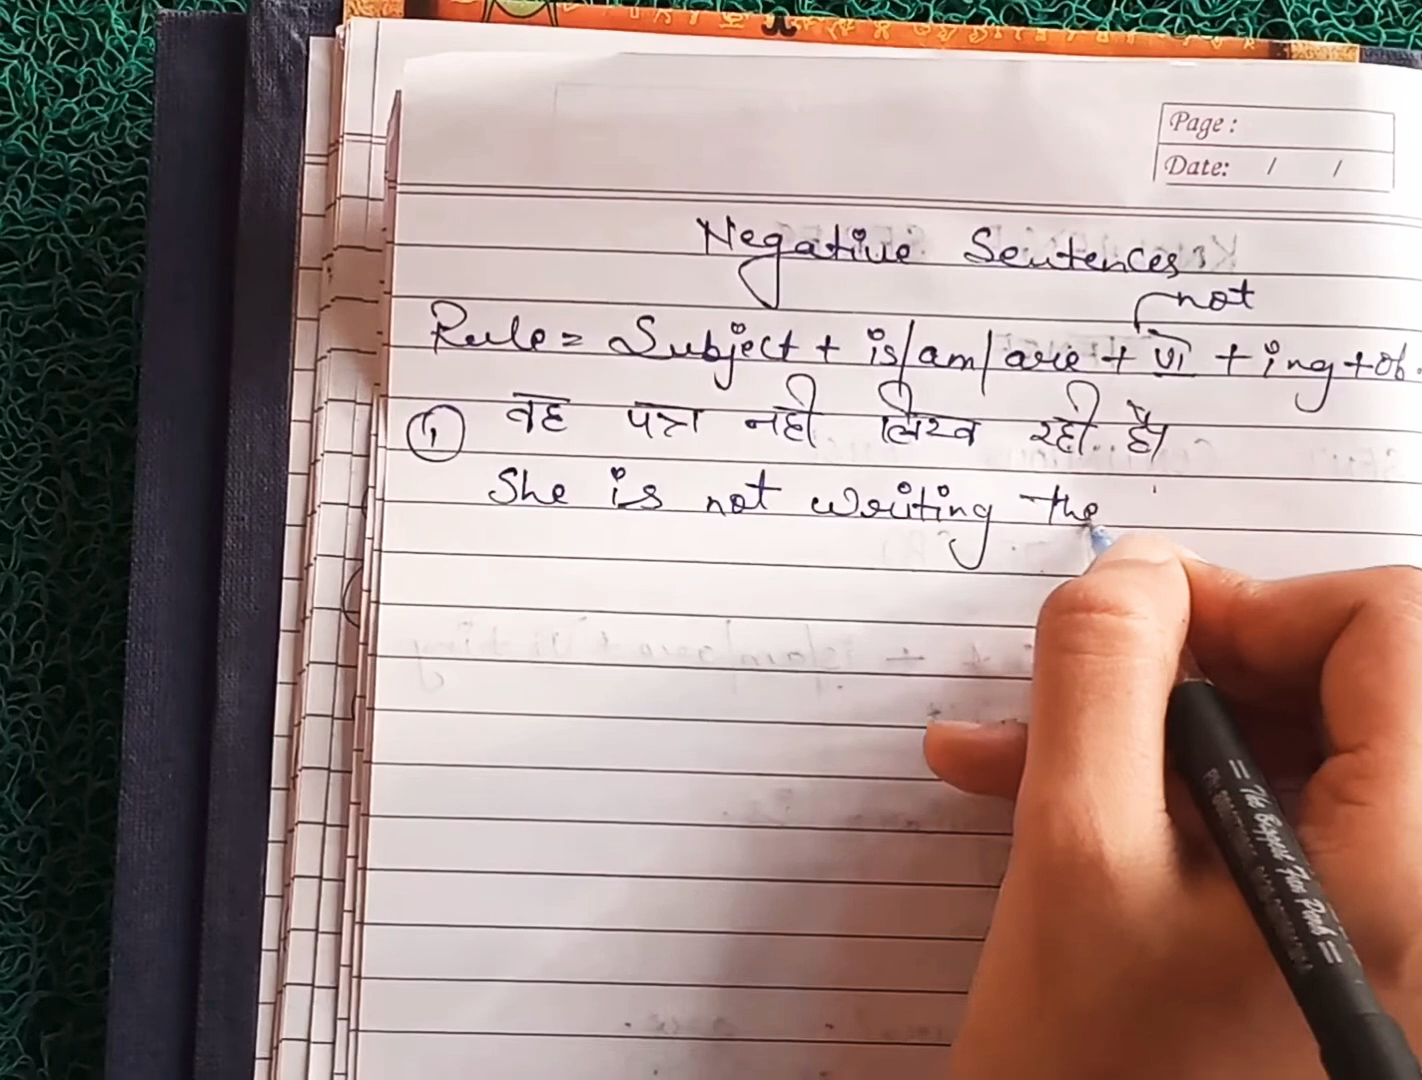 Page :
Date: / /
Negative Sentences
not
Rule = Subject + is/am/are + V1 + ing + ob.
① वह पत्र नही लिख रही है।
She is not writing the